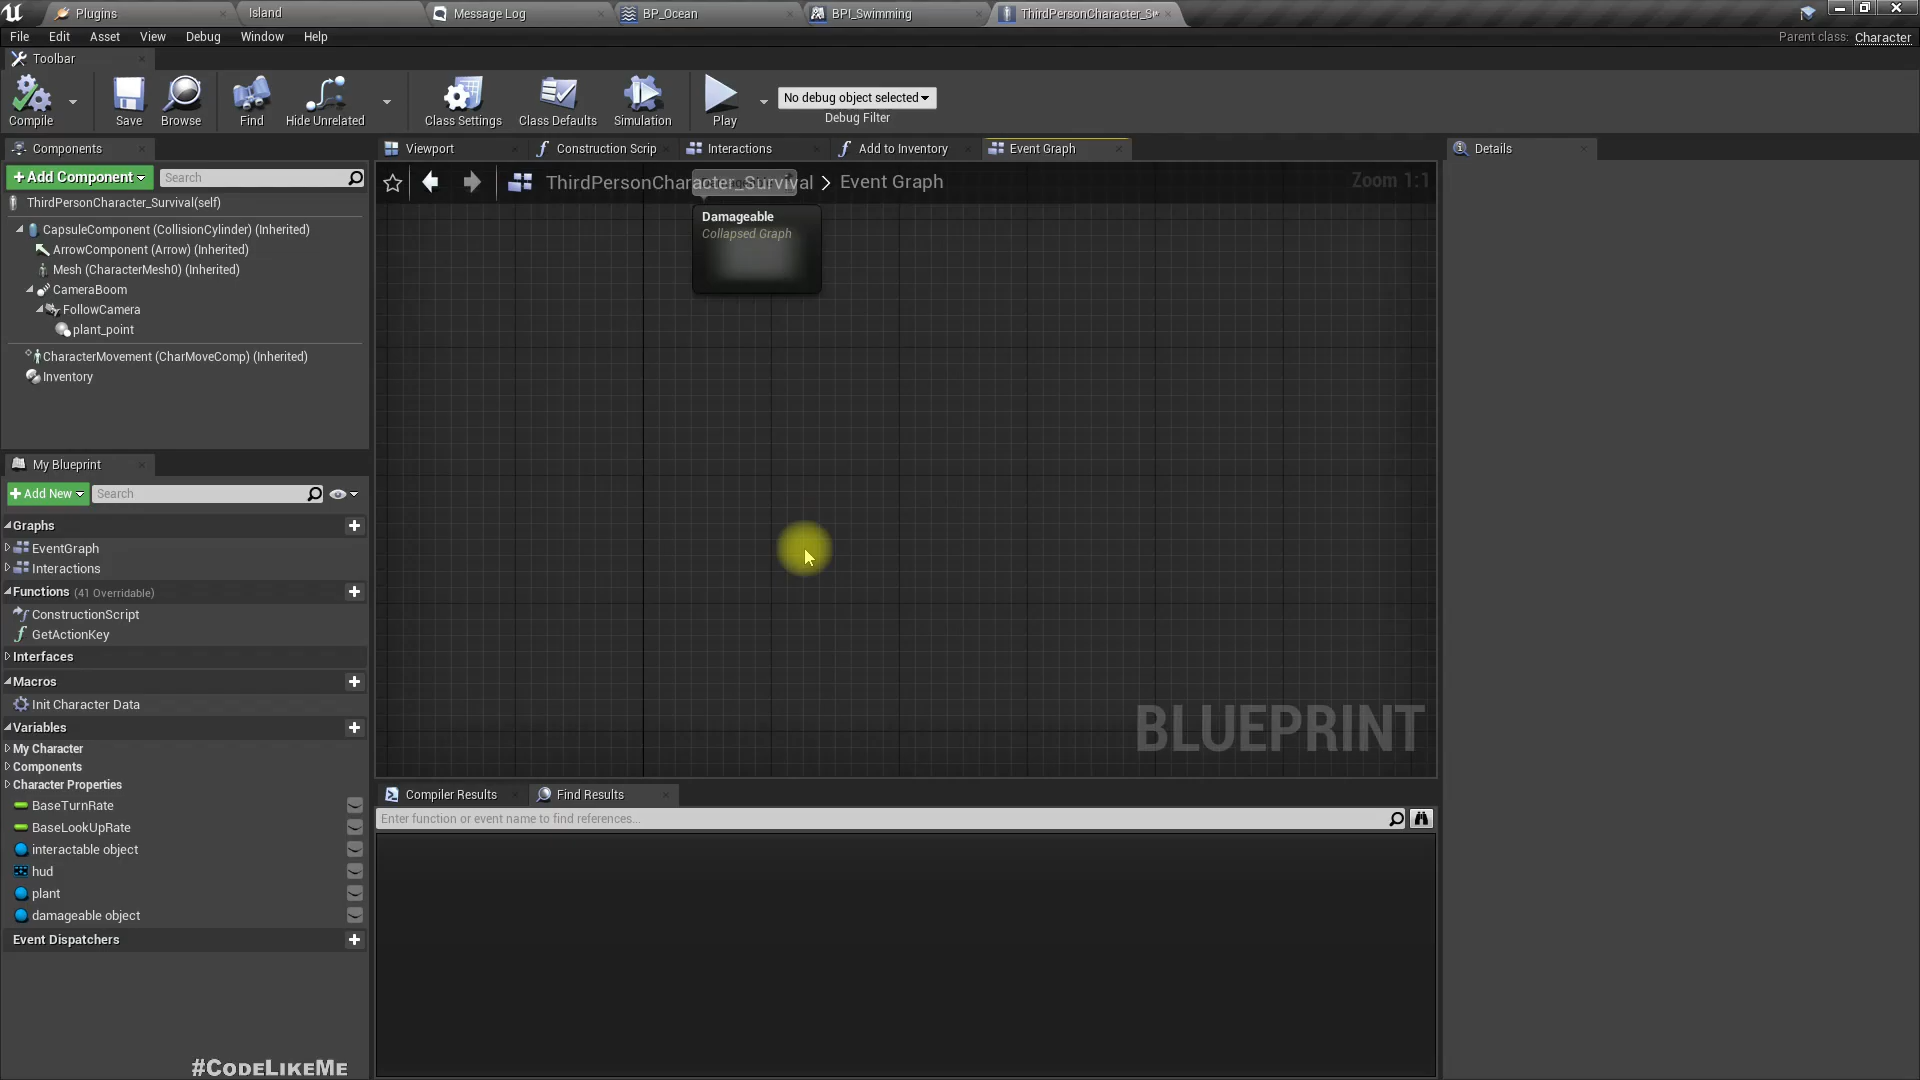 Plugins
Island
Message Log
BP_Ocean
BPI_Swimming
ThirdPersonCharacter_S*
File Edit Asset View Debug Window Help
Parent class: Character
Toolbar
Compile
Save
Browse
Find
Hide Unrelated
Class Settings
Class Defaults
Simulation
Play
No debug object selected
Debug Filter
Components
+Add Component
Search
ThirdPersonCharacter_Survival(self)
CapsuleComponent (CollisionCylinder) (Inherited)
ArrowComponent (Arrow) (Inherited)
Mesh (CharacterMesh0) (Inherited)
CameraBoom
FollowCamera
plant_point
CharacterMovement (CharMoveComp) (Inherited)
Inventory
My Blueprint
+Add New
Search
Graphs
EventGraph
Interactions
Functions (41 Overridable)
ConstructionScript
GetActionKey
Interfaces
Macros
Init Character Data
Variables
My Character
Components
Character Properties
BaseTurnRate
BaseLookUpRate
interactable object
hud
plant
damageable object
Event Dispatchers
#CodeLikeMe
Viewport
Construction Scrip
Interactions
Add to Inventory
Event Graph
ThirdPersonCharacter_Survival > Event Graph
Zoom 1:1
Damageable
Collapsed Graph
BLUEPRINT
Compiler Results
Find Results
Enter function or event name to find references...
Details